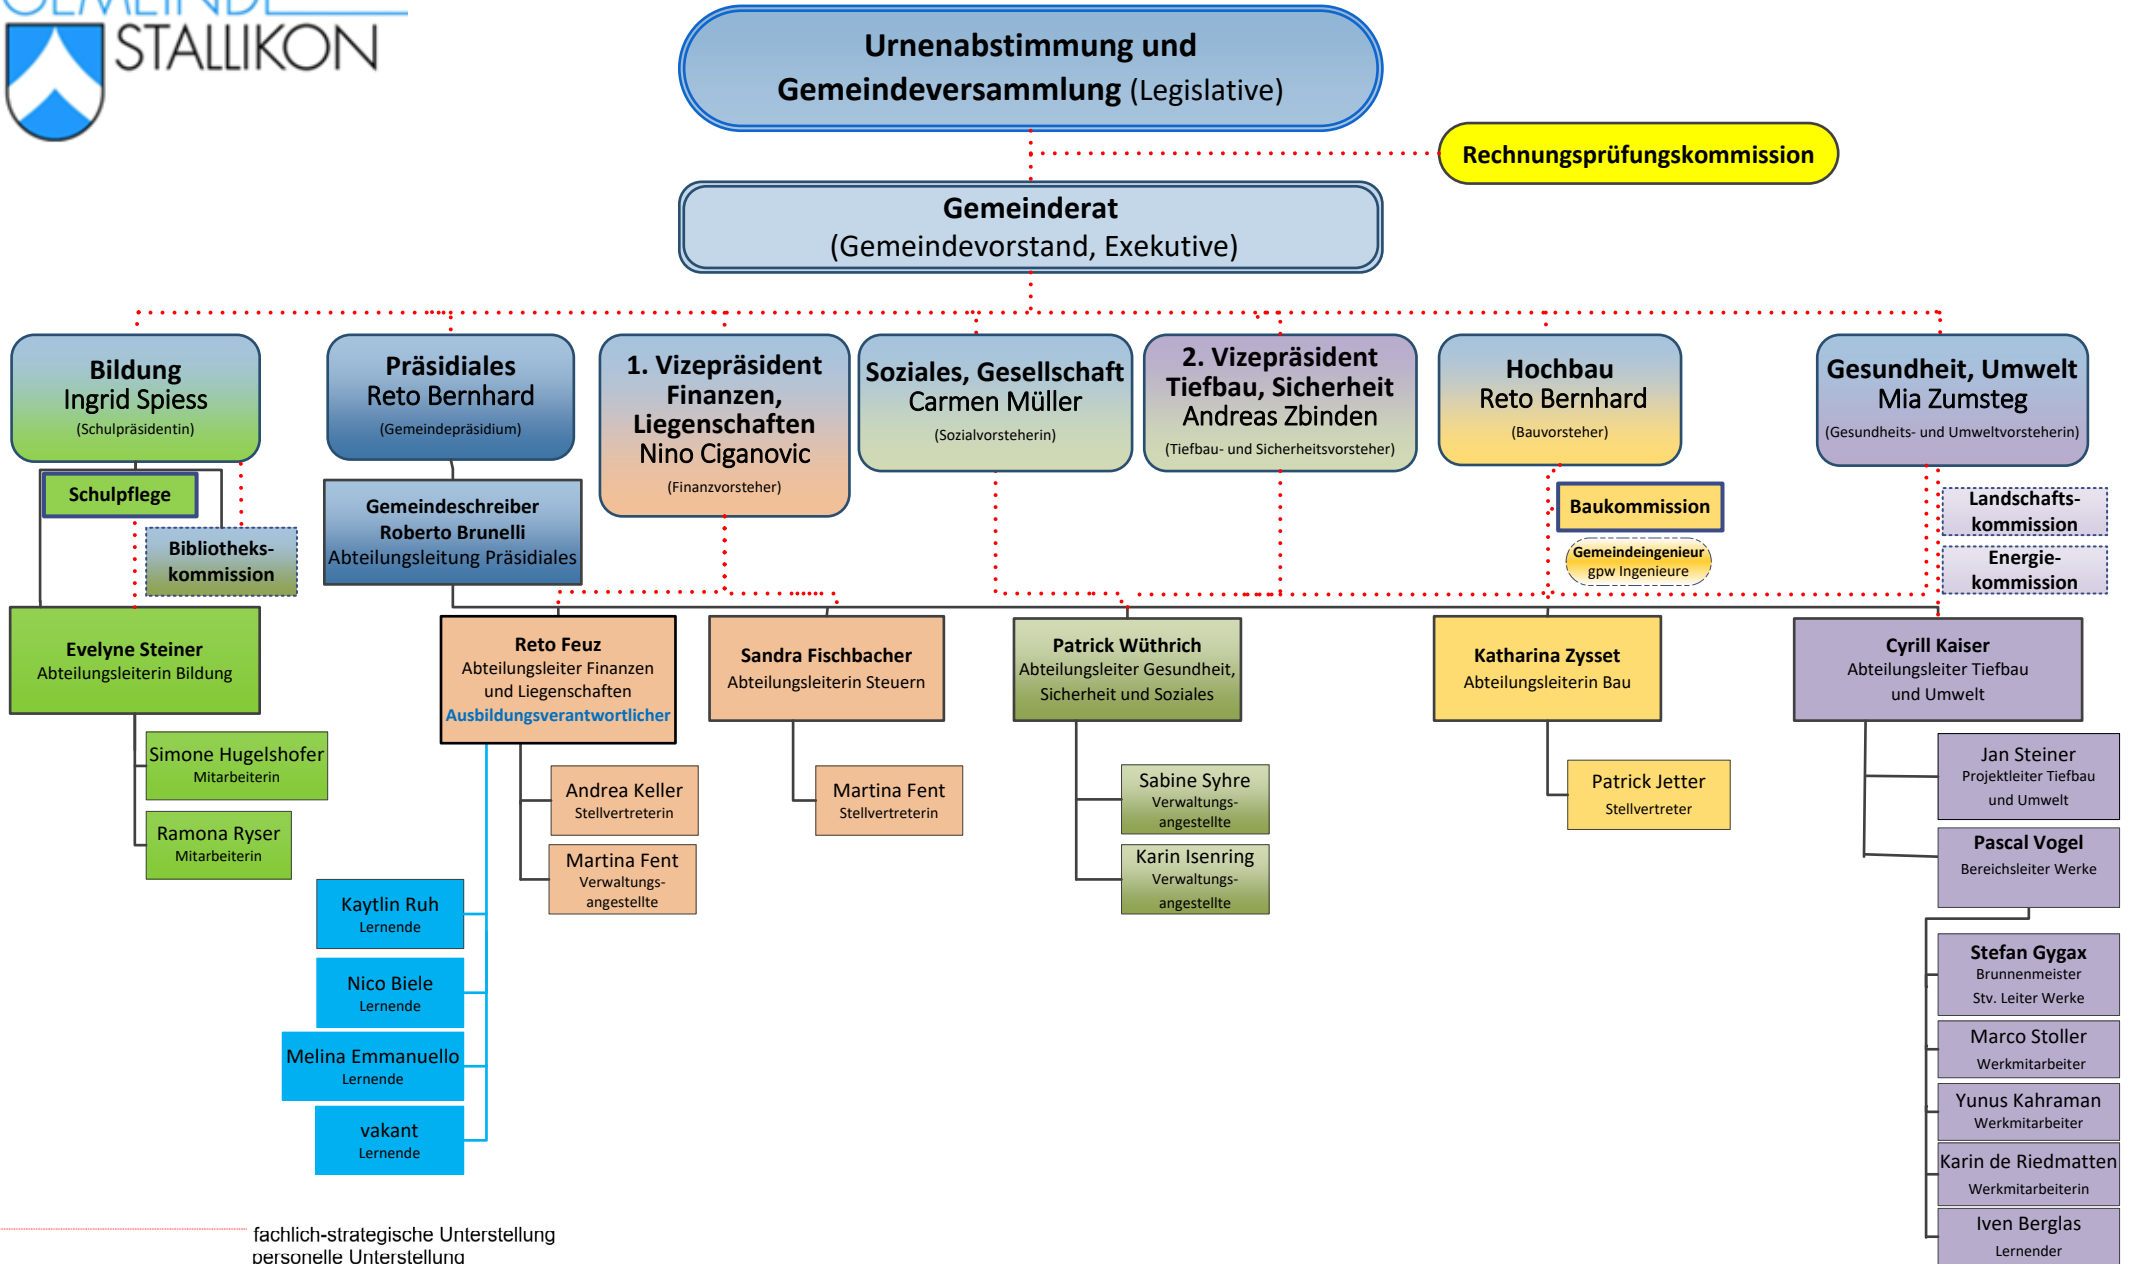 GEMEINDE
STALLIKON
Urnenabstimmung und
Gemeindeversammlung (Legislative)
Rechnungsprüfungskommission
Gemeinderat
(Gemeindevorstand, Exekutive)
Bildung
Ingrid Spiess
(Schulpräsidentin)
Präsidiales
Reto Bernhard
(Gemeindepräsidium)
1. Vizepräsident
Finanzen,
Liegenschaften
Nino Ciganovic
(Finanzvorsteher)
Soziales, Gesellschaft
Carmen Müller
(Sozialvorsteherin)
2. Vizepräsident
Tiefbau, Sicherheit
Andreas Zbinden
(Tiefbau- und Sicherheitsvorsteher)
Hochbau
Reto Bernhard
(Bauvorsteher)
Gesundheit, Umwelt
Mia Zumsteg
(Gesundheits- und Umweltvorsteherin)
Schulpflege
Bibliotheks-
kommission
Gemeindeschreiber
Roberto Brunelli
Abteilungsleitung Präsidiales
Baukommission
Gemeindeingenieur
gpw Ingenieure
Landschafts-
kommission
Energie-
kommission
Evelyne Steiner
Abteilungsleiterin Bildung
Reto Feuz
Abteilungsleiter Finanzen
und Liegenschaften
Ausbildungsverantwortlicher
Sandra Fischbacher
Abteilungsleiterin Steuern
Patrick Wüthrich
Abteilungsleiter Gesundheit,
Sicherheit und Soziales
Katharina Zysset
Abteilungsleiterin Bau
Cyrill Kaiser
Abteilungsleiter Tiefbau
und Umwelt
Simone Hugelshofer
Mitarbeiterin
Ramona Ryser
Mitarbeiterin
Andrea Keller
Stellvertreterin
Martina Fent
Verwaltungs-
angestellte
Kaytlin Ruh
Lernende
Nico Biele
Lernende
Melina Emmanuello
Lernende
vakant
Lernende
Martina Fent
Stellvertreterin
Sabine Syhre
Verwaltungs-
angestellte
Karin Isenring
Verwaltungs-
angestellte
Patrick Jetter
Stellvertreter
Jan Steiner
Projektleiter Tiefbau
und Umwelt
Pascal Vogel
Bereichsleiter Werke
Stefan Gygax
Brunnenmeister
Stv. Leiter Werke
Marco Stoller
Werkmitarbeiter
Yunus Kahraman
Werkmitarbeiter
Karin de Riedmatten
Werkmitarbeiterin
Iven Berglas
Lernender
fachlich-strategische Unterstellung
personelle Unterstellung